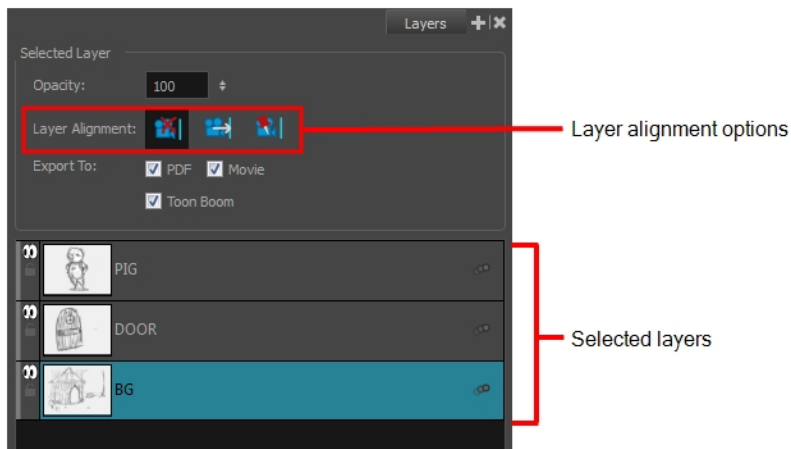 Layers
Selected Layer
Opacity: 100
Layer Alignment:
Layer alignment options
Export To: PDF Movie
Toon Boom
PIG
DOOR
Selected layers
BG